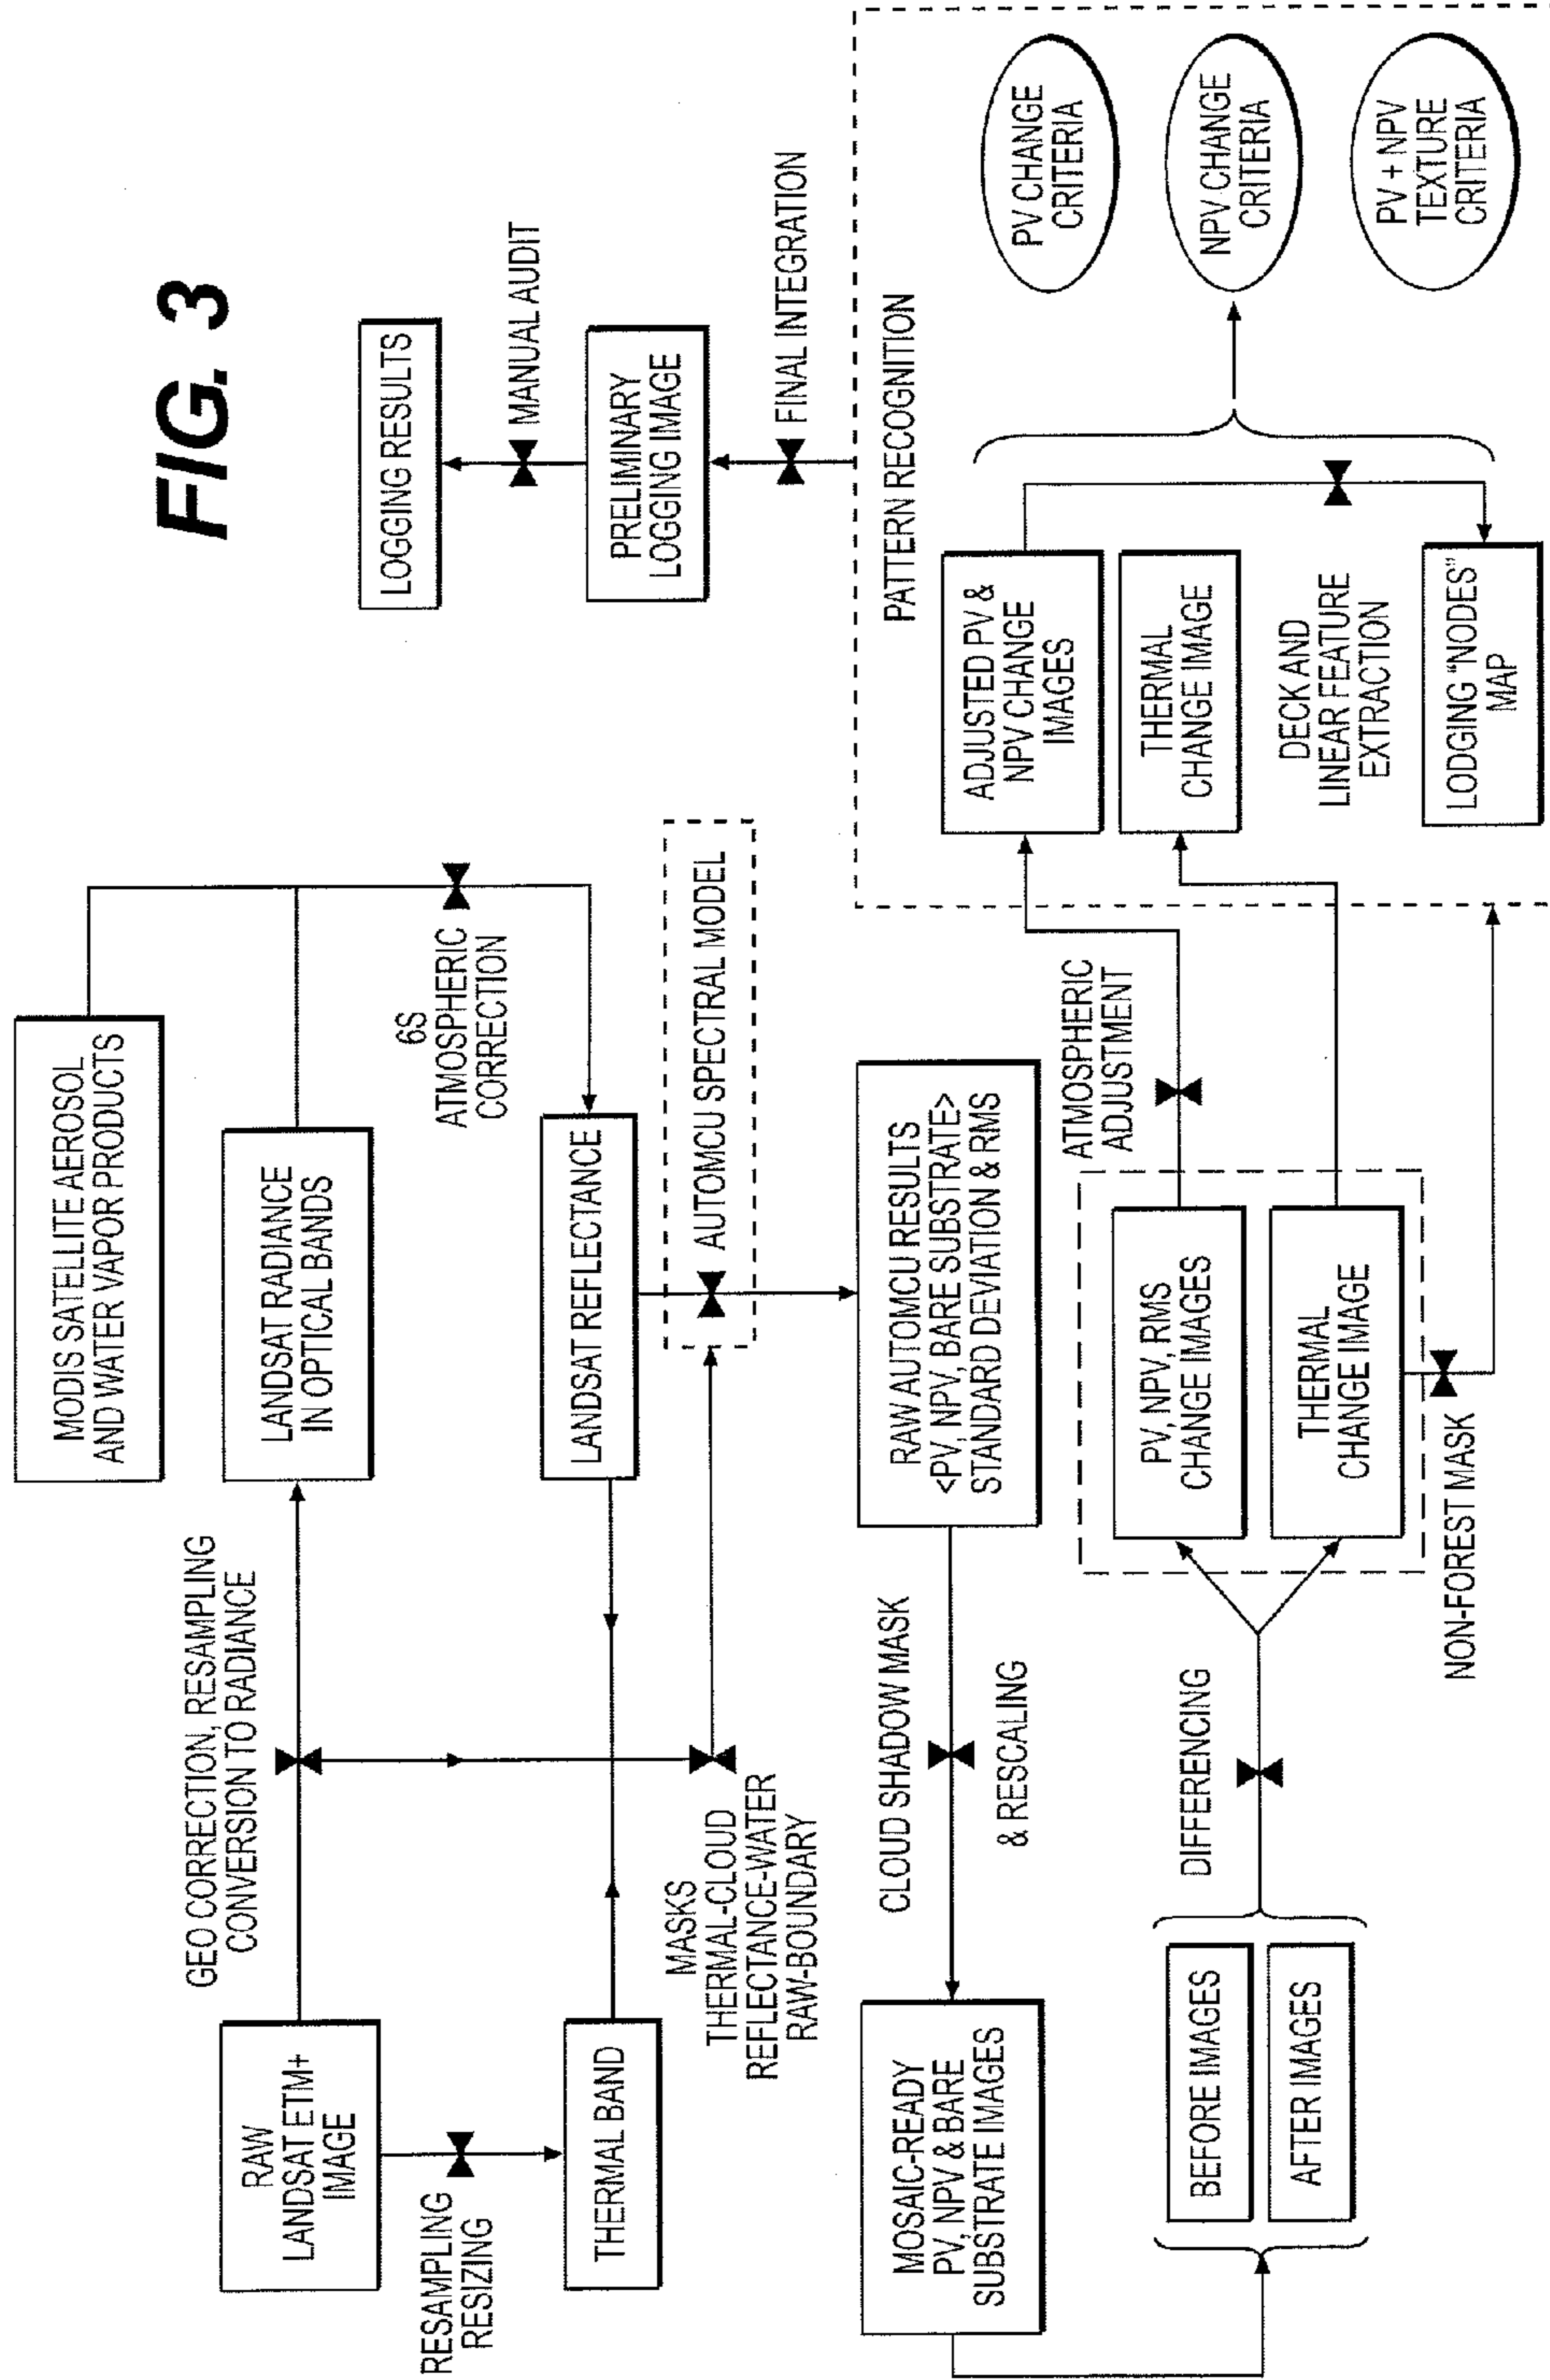 FIG. 3
RAW
LANDSAT ETM+
IMAGE
GEO CORRECTION, RESAMPLING
CONVERSION TO RADIANCE
MODIS SATELLITE AEROSOL
AND WATER VAPOR PRODUCTS
LANDSAT RADIANCE
IN OPTICAL BANDS
6S
ATMOSPHERIC
CORRECTION
RESAMPLING
RESIZING
THERMAL BAND
LANDSAT REFLECTANCE
MASKS
THERMAL-CLOUD
REFLECTANCE-WATER
RAW-BOUNDARY
AUTOMCU SPECTRAL MODEL
RAW AUTOMCU RESULTS
<PV, NPV, BARE SUBSTRATE>
STANDARD DEVIATION & RMS
CLOUD SHADOW MASK
& RESCALING
MOSAIC-READY
PV, NPV & BARE
SUBSTRATE IMAGES
BEFORE IMAGES
AFTER IMAGES
DIFFERENCING
PV, NPV, RMS
CHANGE IMAGES
THERMAL
CHANGE IMAGE
NON-FOREST MASK
ATMOSPHERIC
ADJUSTMENT
PATTERN RECOGNITION
ADJUSTED PV &
NPV CHANGE
IMAGES
THERMAL
CHANGE IMAGE
DECK AND
LINEAR FEATURE
EXTRACTION
LODGING "NODES"
MAP
PV CHANGE
CRITERIA
NPV CHANGE
CRITERIA
PV + NPV
TEXTURE
CRITERIA
FINAL INTEGRATION
PRELIMINARY
LOGGING IMAGE
MANUAL AUDIT
LOGGING RESULTS